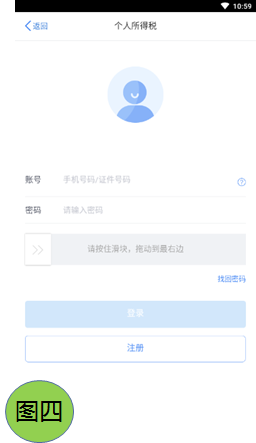 10:59
返回
个人所得税
账号
手机号码/证件号码
密码
请输入密码
请按住滑块，拖动到最右边
找回密码
登录
注册
图四